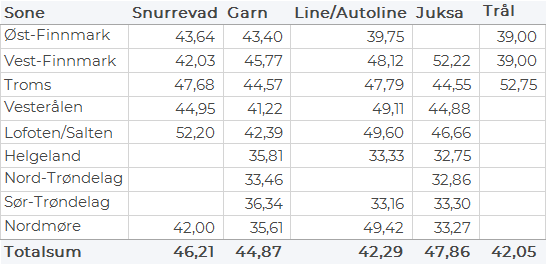 Sone Snurrevad Garn Line/Autoline Juksa Trål
Øst-Finnmark 43,64 43,40 39,75 39,00
Vest-Finnmark 42,03 45,77 48,12 52,22 39,00
Troms 47,68 44,57 47,79 44,55 52,75
Vesterålen 44,95 41,22 49,11 44,88
Lofoten/Salten 52,20 42,39 49,60 46,66
Helgeland 35,81 33,33 32,75
Nord-Trøndelag 33,46 32,86
Sør-Trøndelag 36,34 33,16 33,30
Nordmøre 42,00 35,61 49,42 33,27
Totalsum 46,21 44,87 42,29 47,86 42,05